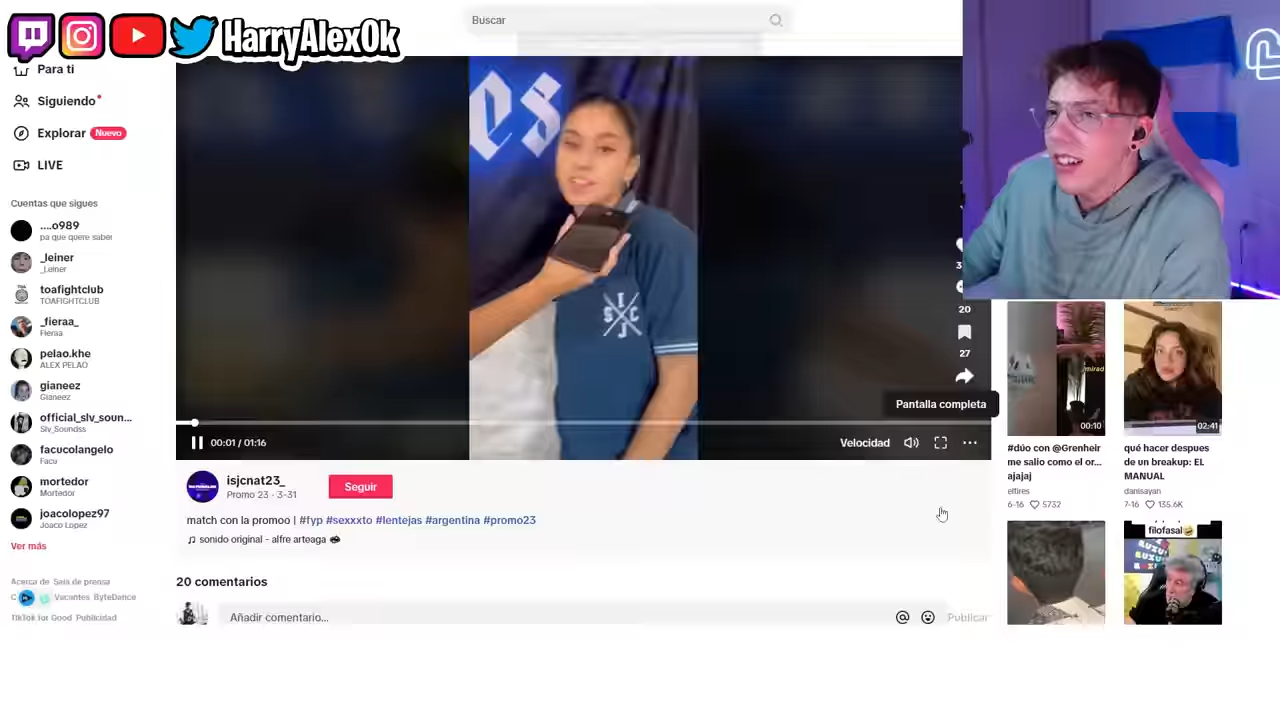 HarryAlexOk
Buscar
Para ti
Siguiendo
Explorar Nuevo
LIVE
Cuentas que sigues
....o989
pa que quere saber
_leiner
_Leiner
toafightclub
TOAFIGHTCLUB
_fieraa_
Fieraa
pelao.khe
ALEX PELAO
gianeez
Gianeez
official_slv_soun...
Slv_Soundss
facucolangelo
Facu
mortedor
Mortedor
joacolopez97
Joaco Lopez
Ver más
Acerca de Sala de prensa
Vacantes ByteDance
TikTok for Good Publicidad
es
I
S C
J
20
27
Pantalla completa
00:01 / 01:16
Velocidad
isjcnat23_
Promo 23 · 3-31
Seguir
match con la promoo | #fyp #sexxxto #lentejas #argentina #promo23
sonido original - alfre arteaga
20 comentarios
Añadir comentario...
Publicar
00:10
#dúo con @Grenheir
me salio como el or...
ajajaj
elfires
6-16 5732
02:41
qué hacer despues
de un breakup: EL
MANUAL
danisayan
7-16 135.6K
filofasal